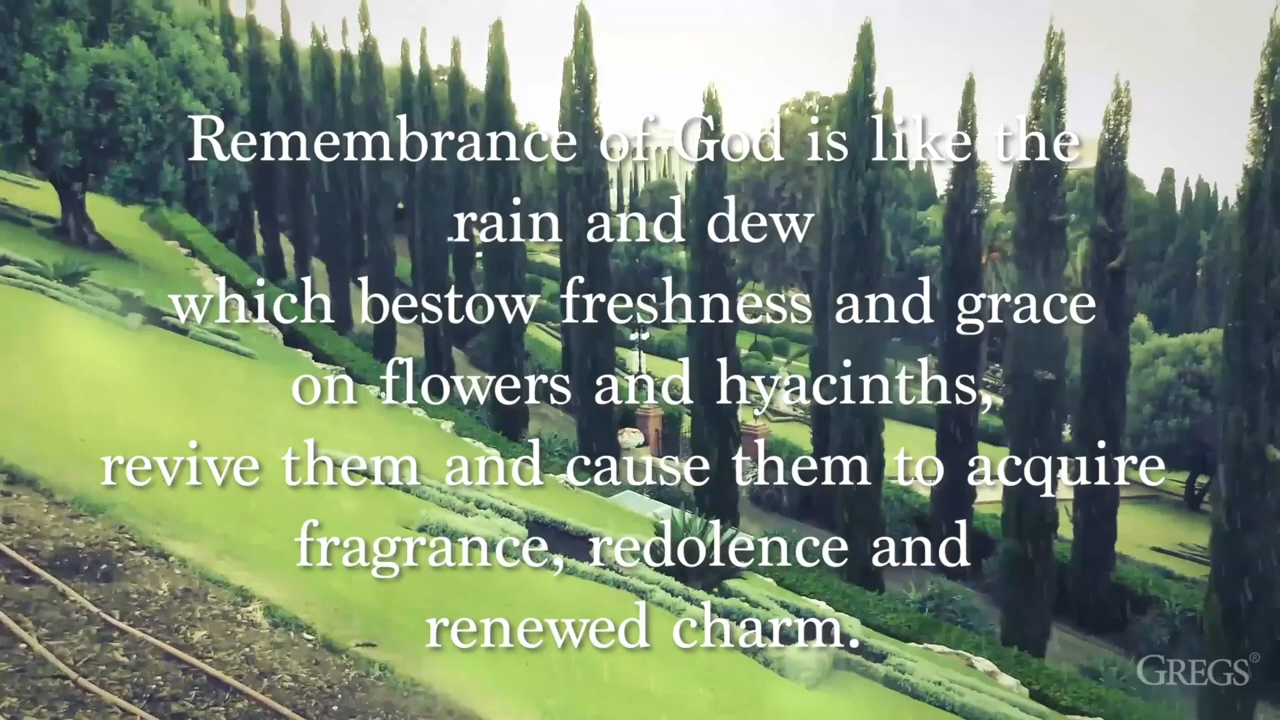 Remembrance of God is like the
rain and dew
which bestow freshness and grace
on flowers and hyacinths,
revive them and cause them to acquire
fragrance, redolence and
renewed charm.
GREGS®